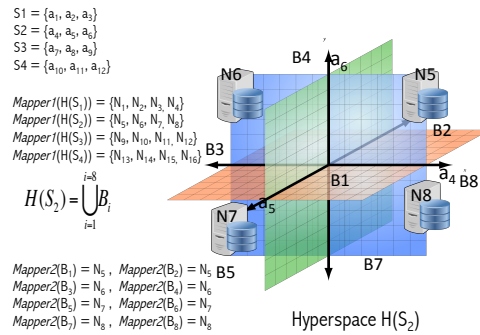 S1 = {a₁, a₂, a₃}
S2 = {a₄, a₅, a₆}
S3 = {a₇, a₈, a₉}
S4 = {a₁₀, a₁₁, a₁₂}
Mapper1(H(S₁)) = {N₁, N₂, N₃, N₄}
Mapper1(H(S₂)) = {N₅, N₆, N₇, N₈}
Mapper1(H(S₃)) = {N₉, N₁₀, N₁₁, N₁₂}
Mapper1(H(S₄)) = {N₁₃, N₁₄, N₁₅, N₁₆}
H(S₂) = ⋃ᵢ₌₁ⁱ⁼⁸ Bᵢ
Mapper2(B₁) = N₅ , Mapper2(B₂) = N₅
Mapper2(B₃) = N₆ , Mapper2(B₄) = N₆
Mapper2(B₅) = N₇ , Mapper2(B₆) = N₇
Mapper2(B₇) = N₈ , Mapper2(B₈) = N₈
B4
a₆
N6
N5
B2
B3
B1
a₄
B8
a₅
N7
N8
B5
B7
Hyperspace H(S₂)